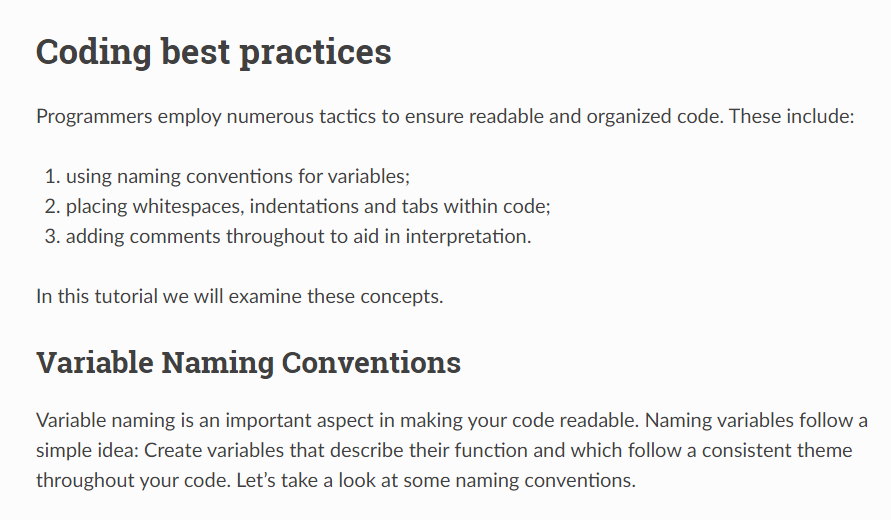 Coding best practices
Programmers employ numerous tactics to ensure readable and organized code. These include:
1. using naming conventions for variables;
2. placing whitespaces, indentations and tabs within code;
3. adding comments throughout to aid in interpretation.
In this tutorial we will examine these concepts.
Variable Naming Conventions
Variable naming is an important aspect in making your code readable. Naming variables follow a
simple idea: Create variables that describe their function and which follow a consistent theme
throughout your code. Let’s take a look at some naming conventions.